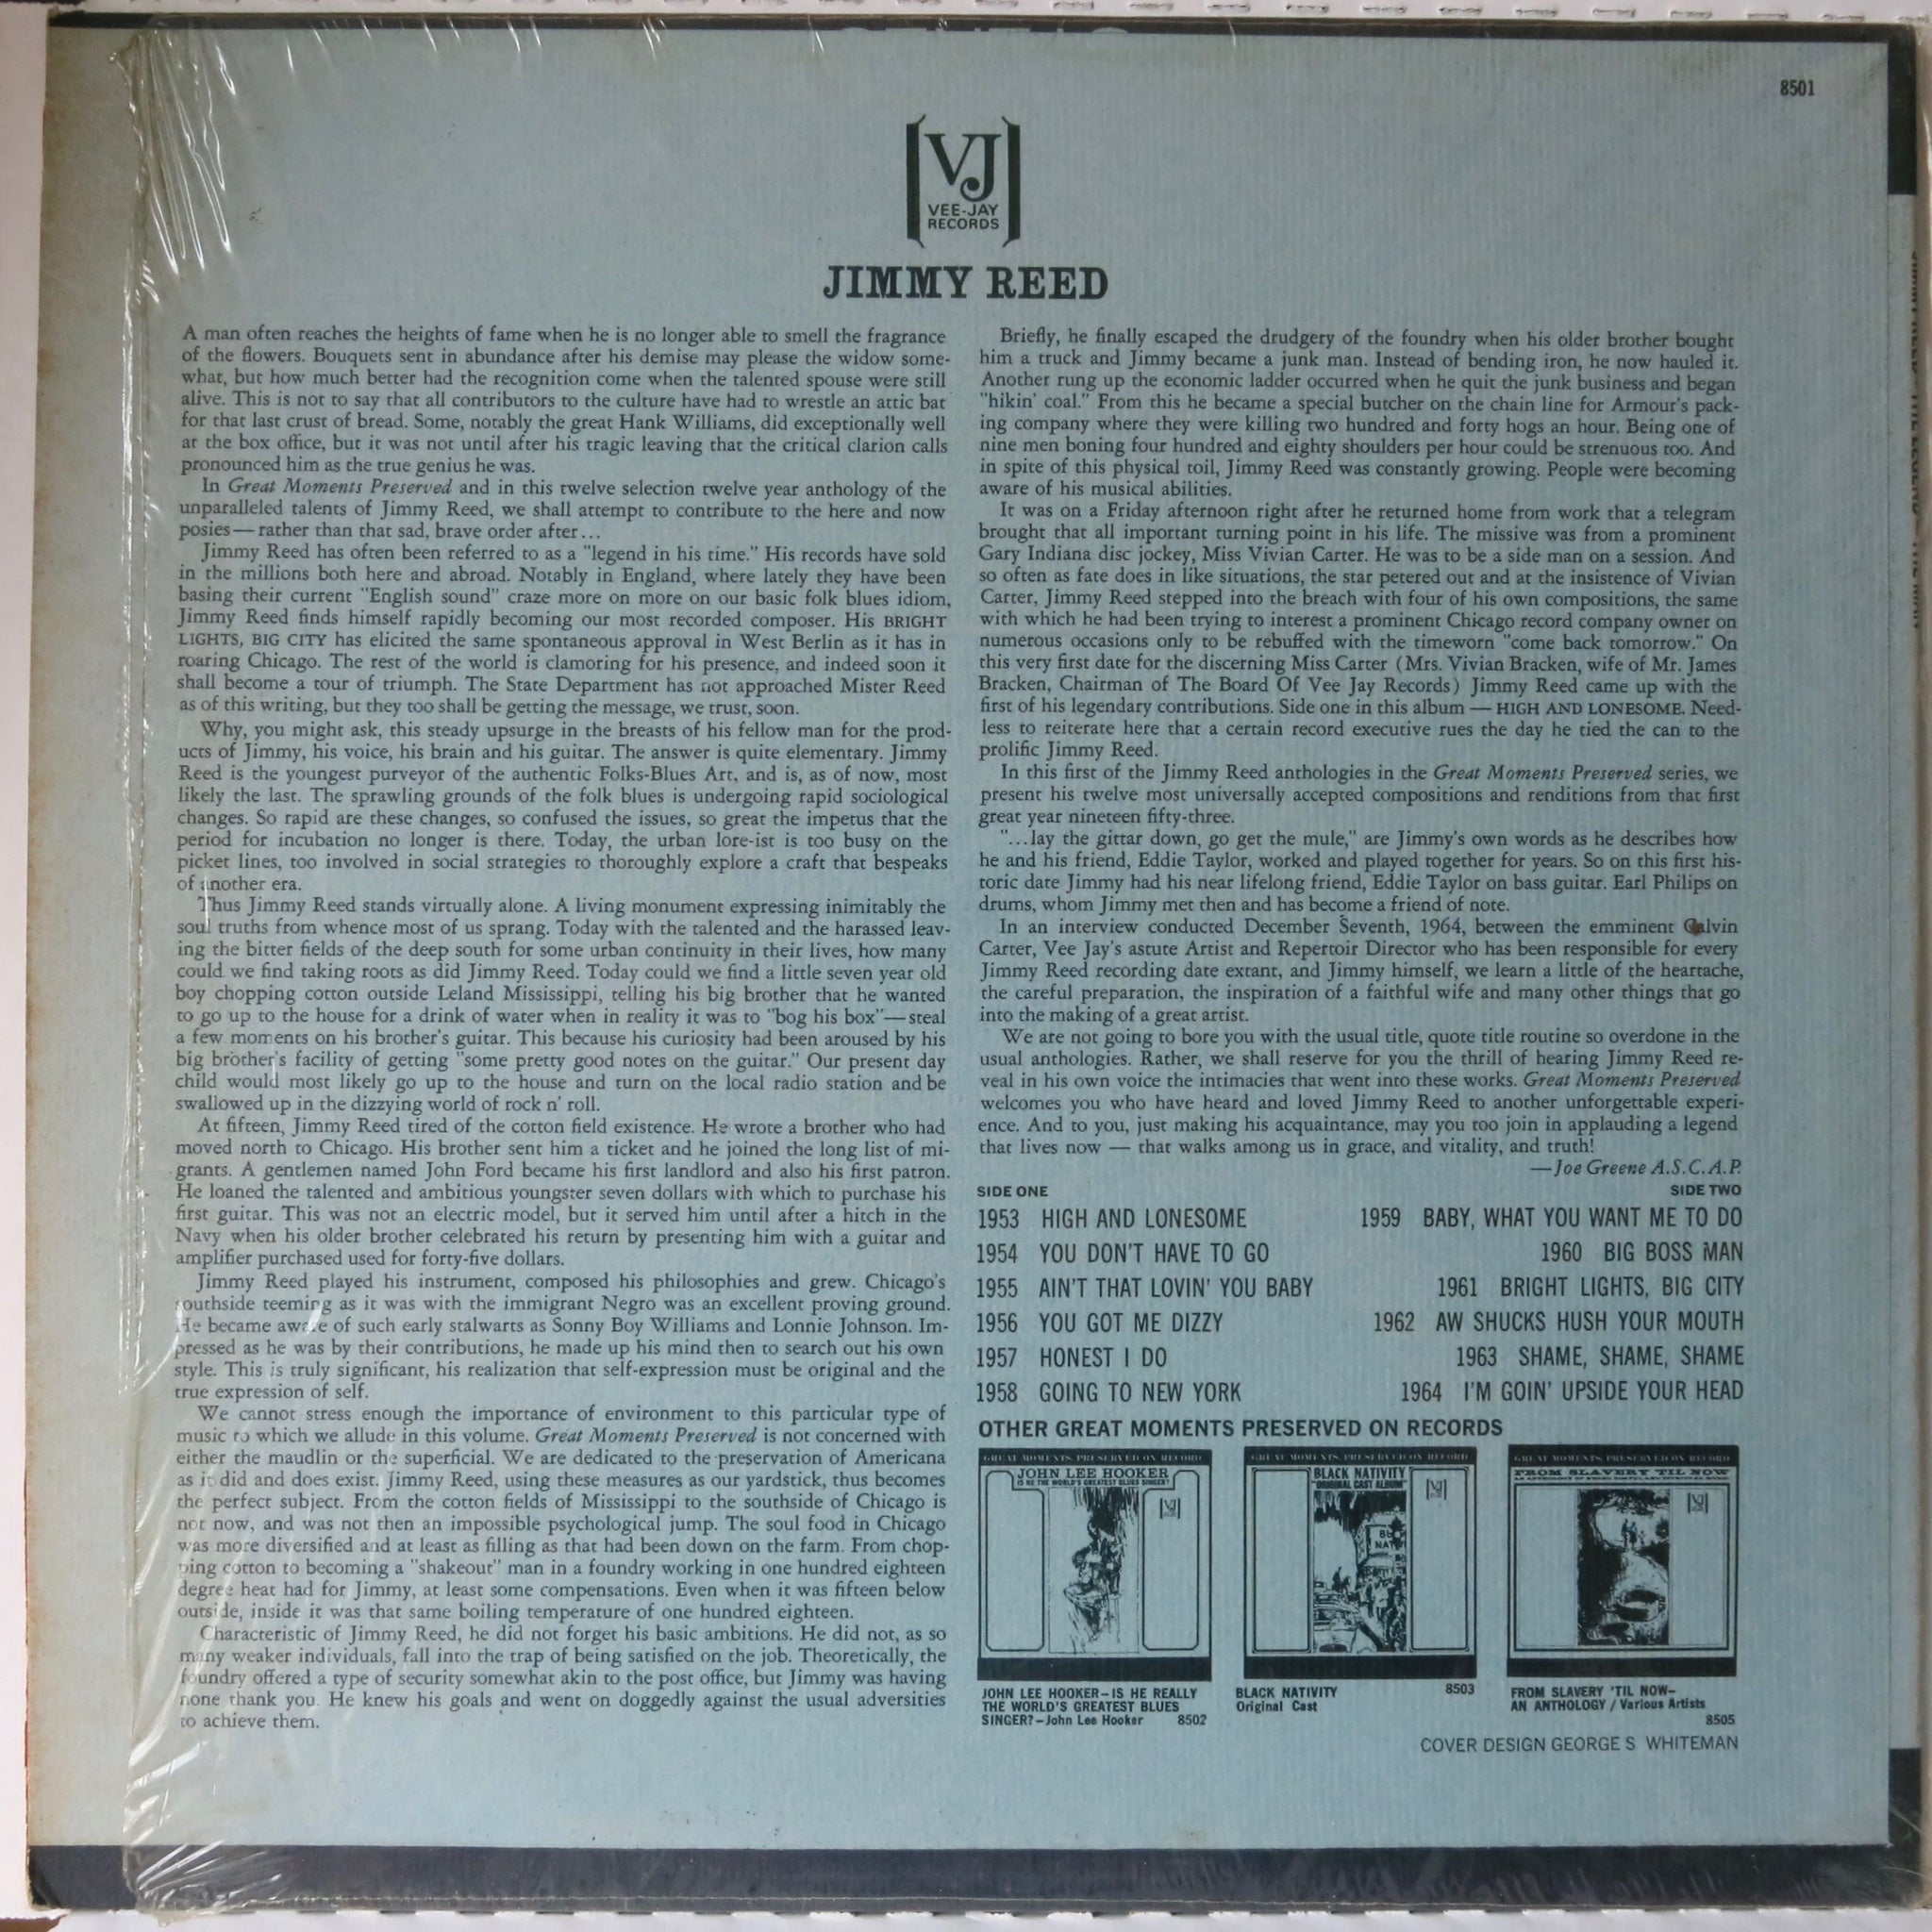 8501
VJ
VEE-JAY
RECORDS
JIMMY REED
A man often reaches the heights of fame when he is no longer able to smell the fragrance
of the flowers. Bouquets sent in abundance after his demise may please the widow some-
what, but how much better had the recognition come when the talented spouse were still
alive. This is not to say that all contributors to the culture have had to wrestle an attic bat
for that last crust of bread. Some, notably the great Hank Williams, did exceptionally well
at the box office, but it was not until after his tragic leaving that the critical clarion calls
pronounced him as the true genius he was.
In Great Moments Preserved and in this twelve selection twelve year anthology of the
unparalleled talents of Jimmy Reed, we shall attempt to contribute to the here and now
posies—rather than that sad, brave order after...
Jimmy Reed has often been referred to as a "legend in his time." His records have sold
in the millions both here and abroad. Notably in England, where lately they have been
basing their current "English sound" craze more on more on our basic folk blues idiom,
Jimmy Reed finds himself rapidly becoming our most recorded composer. His BRIGHT
LIGHTS, BIG CITY has elicited the same spontaneous approval in West Berlin as it has in
roaring Chicago. The rest of the world is clamoring for his presence, and indeed soon it
shall become a tour of triumph. The State Department has not approached Mister Reed
as of this writing, but they too shall be getting the message, we trust, soon.
Why, you might ask, this steady upsurge in the breasts of his fellow man for the prod-
ucts of Jimmy, his voice, his brain and his guitar. The answer is quite elementary. Jimmy
Reed is the youngest purveyor of the authentic Folks-Blues Art, and is, as of now, most
likely the last. The sprawling grounds of the folk blues is undergoing rapid sociological
changes. So rapid are these changes, so confused the issues, so great the impetus that the
period for incubation no longer is there. Today, the urban lore-ist is too busy on the
picket lines, too involved in social strategies to thoroughly explore a craft that bespeaks
of another era.
Thus Jimmy Reed stands virtually alone. A living monument expressing inimitably the
soul truths from whence most of us sprang. Today with the talented and the harassed leav-
ing the bitter fields of the deep south for some urban continuity in their lives, how many
could we find taking roots as did Jimmy Reed. Today could we find a little seven year old
boy chopping cotton outside Leland Mississippi, telling his big brother that he wanted
to go up to the house for a drink of water when in reality it was to "bog his box"—steal
a few moments on his brother's guitar. This because his curiosity had been aroused by his
big brother's facility of getting "some pretty good notes on the guitar." Our present day
child would most likely go up to the house and turn on the local radio station and be
swallowed up in the dizzying world of rock n' roll.
At fifteen, Jimmy Reed tired of the cotton field existence. He wrote a brother who had
moved north to Chicago. His brother sent him a ticket and he joined the long list of mi-
grants. A gentlemen named John Ford became his first landlord and also his first patron.
He loaned the talented and ambitious youngster seven dollars with which to purchase his
first guitar. This was not an electric model, but it served him until after a hitch in the
Navy when his older brother celebrated his return by presenting him with a guitar and
amplifier purchased used for forty-five dollars.
Jimmy Reed played his instrument, composed his philosophies and grew. Chicago's
southside teeming as it was with the immigrant Negro was an excellent proving ground.
He became aware of such early stalwarts as Sonny Boy Williams and Lonnie Johnson. Im-
pressed as he was by their contributions, he made up his mind then to search out his own
style. This is truly significant, his realization that self-expression must be original and the
true expression of self.
We cannot stress enough the importance of environment to this particular type of
music to which we allude in this volume. Great Moments Preserved is not concerned with
either the maudlin or the superficial. We are dedicated to the preservation of Americana
as it did and does exist. Jimmy Reed, using these measures as our yardstick, thus becomes
the perfect subject. From the cotton fields of Mississippi to the southside of Chicago is
not now, and was not then an impossible psychological jump. The soul food in Chicago
was more diversified and at least as filling as that had been down on the farm. From chop-
ping cotton to becoming a "shakeout" man in a foundry working in one hundred eighteen
degree heat had for Jimmy, at least some compensations. Even when it was fifteen below
outside, inside it was that same boiling temperature of one hundred eighteen.
Characteristic of Jimmy Reed, he did not forget his basic ambitions. He did not, as so
many weaker individuals, fall into the trap of being satisfied on the job. Theoretically, the
foundry offered a type of security somewhat akin to the post office, but Jimmy was having
none thank you. He knew his goals and went on doggedly against the usual adversities
to achieve them.
Briefly, he finally escaped the drudgery of the foundry when his older brother bought
him a truck and Jimmy became a junk man. Instead of bending iron, he now hauled it.
Another rung up the economic ladder occurred when he quit the junk business and began
"hikin' coal." From this he became a special butcher on the chain line for Armour's pack-
ing company where they were killing two hundred and forty hogs an hour. Being one of
nine men boning four hundred and eighty shoulders per hour could be strenuous too. And
in spite of this physical toil, Jimmy Reed was constantly growing. People were becoming
aware of his musical abilities.
It was on a Friday afternoon right after he returned home from work that a telegram
brought that all important turning point in his life. The missive was from a prominent
Gary Indiana disc jockey, Miss Vivian Carter. He was to be a side man on a session. And
so often as fate does in like situations, the star petered out and at the insistence of Vivian
Carter, Jimmy Reed stepped into the breach with four of his own compositions, the same
with which he had been trying to interest a prominent Chicago record company owner on
numerous occasions only to be rebuffed with the timeworn "come back tomorrow." On
this very first date for the discerning Miss Carter (Mrs. Vivian Bracken, wife of Mr. James
Bracken, Chairman of The Board Of Vee Jay Records) Jimmy Reed came up with the
first of his legendary contributions. Side one in this album — HIGH AND LONESOME. Need-
less to reiterate here that a certain record executive rues the day he tied the can to the
prolific Jimmy Reed.
In this first of the Jimmy Reed anthologies in the Great Moments Preserved series, we
present his twelve most universally accepted compositions and renditions from that first
great year nineteen fifty-three.
"...lay the gittar down, go get the mule," are Jimmy's own words as he describes how
he and his friend, Eddie Taylor, worked and played together for years. So on this first his-
toric date Jimmy had his near lifelong friend, Eddie Taylor on bass guitar. Earl Philips on
drums, whom Jimmy met then and has become a friend of note.
In an interview conducted December Seventh, 1964, between the eminent Calvin
Carter, Vee Jay's astute Artist and Repertoir Director who has been responsible for every
Jimmy Reed recording date extant, and Jimmy himself, we learn a little of the heartache,
the careful preparation, the inspiration of a faithful wife and many other things that go
into the making of a great artist.
We are not going to bore you with the usual title, quote title routine so overdone in the
usual anthologies. Rather, we shall reserve for you the thrill of hearing Jimmy Reed re-
veal in his own voice the intimacies that went into these works. Great Moments Preserved
welcomes you who have heard and loved Jimmy Reed to another unforgettable experi-
ence. And to you, just making his acquaintance, may you too join in applauding a legend
that lives now — that walks among us in grace, and vitality, and truth!
—Joe Greene A.S.C.A.P.
SIDE ONE
1953 HIGH AND LONESOME
1954 YOU DON'T HAVE TO GO
1955 AIN'T THAT LOVIN' YOU BABY
1956 YOU GOT ME DIZZY
1957 HONEST I DO
1958 GOING TO NEW YORK
SIDE TWO
1959 BABY, WHAT YOU WANT ME TO DO
1960 BIG BOSS MAN
1961 BRIGHT LIGHTS, BIG CITY
1962 AW SHUCKS HUSH YOUR MOUTH
1963 SHAME, SHAME, SHAME
1964 I'M GOIN' UPSIDE YOUR HEAD
OTHER GREAT MOMENTS PRESERVED ON RECORDS
GREAT MOMENTS PRESERVED ON RECORD
JOHN LEE HOOKER
IS HE THE WORLD'S GREATEST BLUES SINGER?
VJ
JOHN LEE HOOKER—IS HE REALLY
THE WORLD'S GREATEST BLUES
SINGER?—John Lee Hooker 8502
GREAT MOMENTS PRESERVED ON RECORD
BLACK NATIVITY
ORIGINAL CAST ALBUM
VJ
BLACK NATIVITY 8503
Original Cast
GREAT MOMENTS PRESERVED ON RECORD
FROM SLAVERY 'TIL NOW
VJ
FROM SLAVERY 'TIL NOW—
AN ANTHOLOGY / Various Artists
8505
COVER DESIGN GEORGE S WHITEMAN